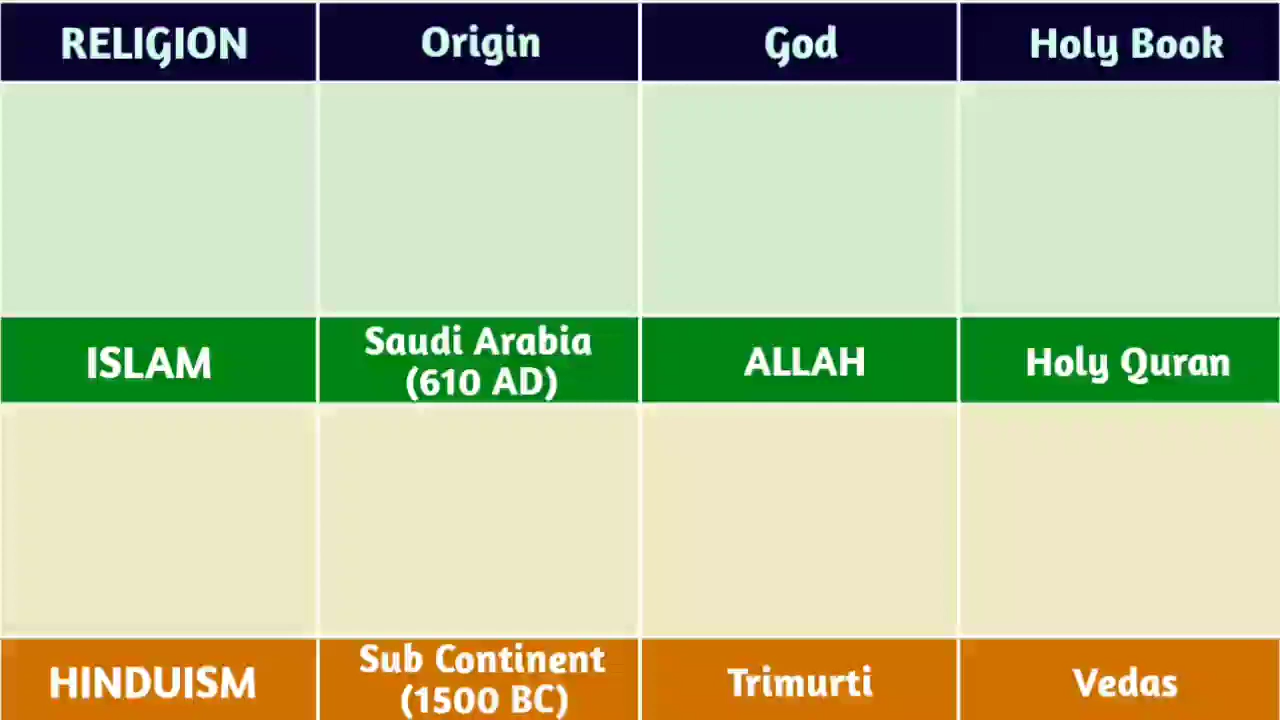 RELIGION Origin God Holy Book
ISLAM Saudi Arabia (610 AD) ALLAH Holy Quran
HINDUISM Sub Continent (1500 BC) Trimurti Vedas